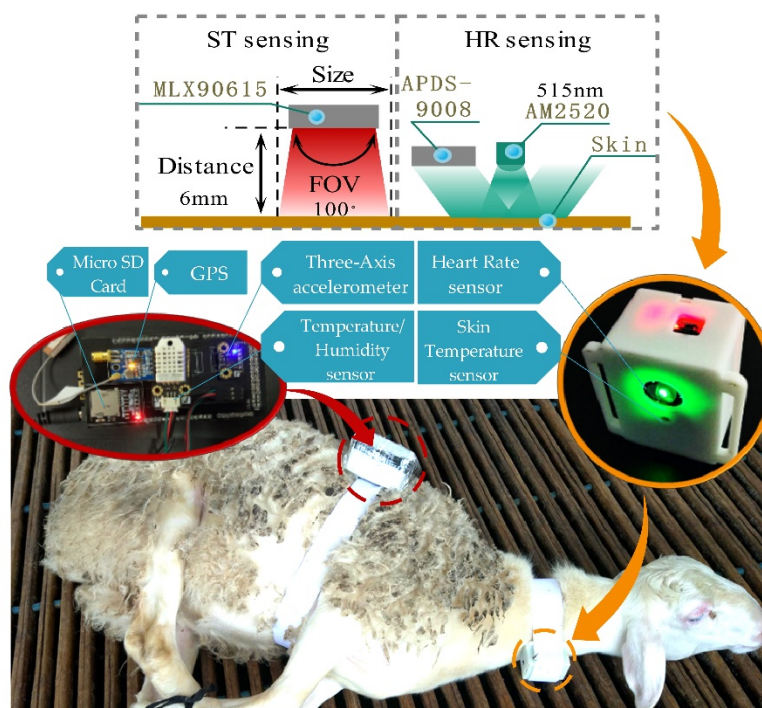 ST sensing
HR sensing
Size
MLX90615
Distance
6mm
FOV
100°
APDS-
9008
515nm
AM2520
Skin
Micro SD
Card
GPS
Three-Axis
accelerometer
Heart Rate
sensor
Temperature/
Humidity
sensor
Skin
Temperature
sensor